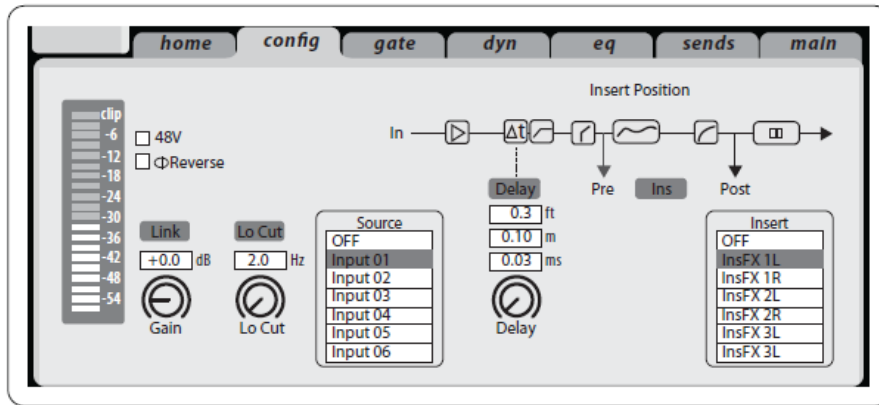 home config gate dyn eq sends main
Insert Position
clip
-6
-12
-18
-24
-30
-36
-42
-48
-54
48V
ΦReverse
In
Δt
Delay
Pre
Ins
Post
0.3 ft
0.10 m
0.03 ms
Delay
Link
+0.0 dB
Gain
Lo Cut
2.0 Hz
Lo Cut
Source
OFF
Input 01
Input 02
Input 03
Input 04
Input 05
Input 06
Insert
OFF
InsFX 1L
InsFX 1R
InsFX 2L
InsFX 2R
InsFX 3L
InsFX 3L